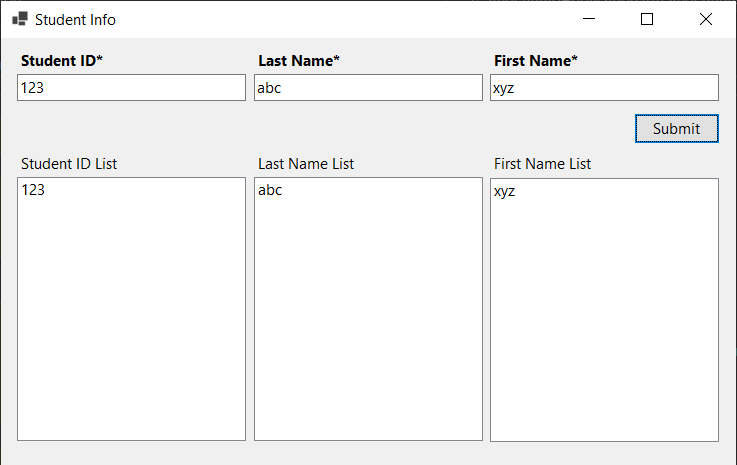 Student Info
Student ID* Last Name* First Name*
123 abc xyz
Submit
Student ID List Last Name List First Name List
123 abc xyz